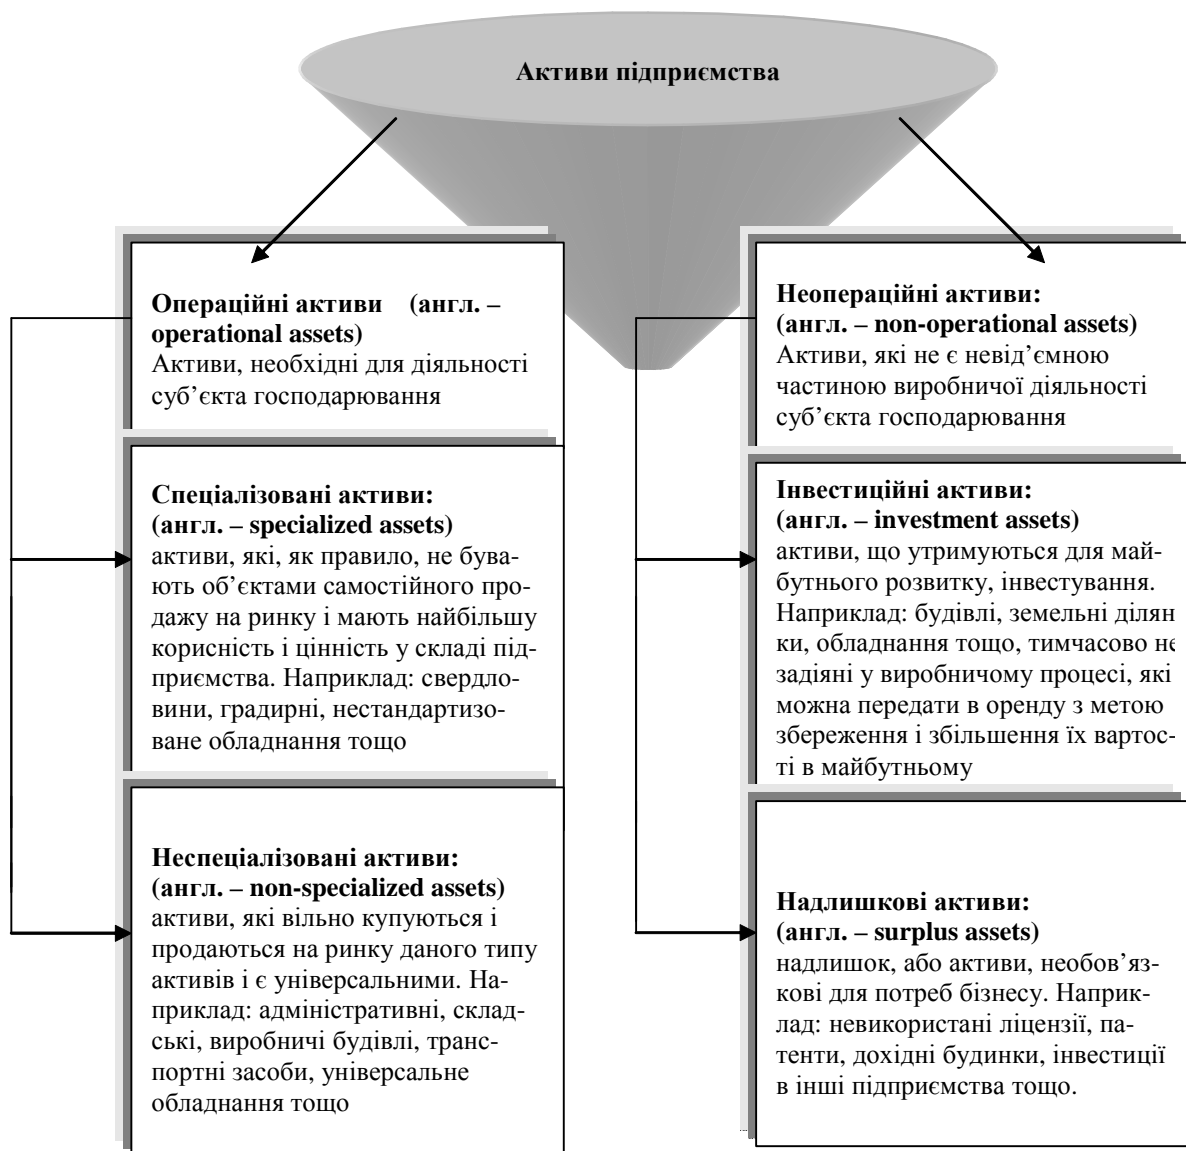 Активи підприємства
Операційні активи (англ. –
operational assets)
Активи, необхідні для діяльності
суб’єкта господарювання
Спеціалізовані активи:
(англ. – specialized assets)
активи, які, як правило, не бува-
ють об’єктами самостійного про-
дажу на ринку і мають найбільшу
корисність і цінність у складі під-
приємства. Наприклад: свердло-
вини, градирні, нестандартизо-
ване обладнання тощо
Неспеціалізовані активи:
(англ. – non-specialized assets)
активи, які вільно купуються і
продаються на ринку даного типу
активів і є універсальними. На-
приклад: адміністративні, склад-
ські, виробничі будівлі, транс-
портні засоби, універсальне
обладнання тощо
Неопераційні активи:
(англ. – non-operational assets)
Активи, які не є невід’ємною
частиною виробничої діяльності
суб’єкта господарювання
Інвестиційні активи:
(англ. – investment assets)
активи, що утримуються для май-
бутнього розвитку, інвестування.
Наприклад: будівлі, земельні ділян
ки, обладнання тощо, тимчасово не
задіяні у виробничому процесі, які
можна передати в оренду з метою
збереження і збільшення їх вартос-
ті в майбутньому
Надлишкові активи:
(англ. – surplus assets)
надлишок, або активи, необов’яз-
кові для потреб бізнесу. Наприк-
лад: невикористані ліцензії, па-
тенти, дохідні будинки, інвестиції
в інші підприємства тощо.